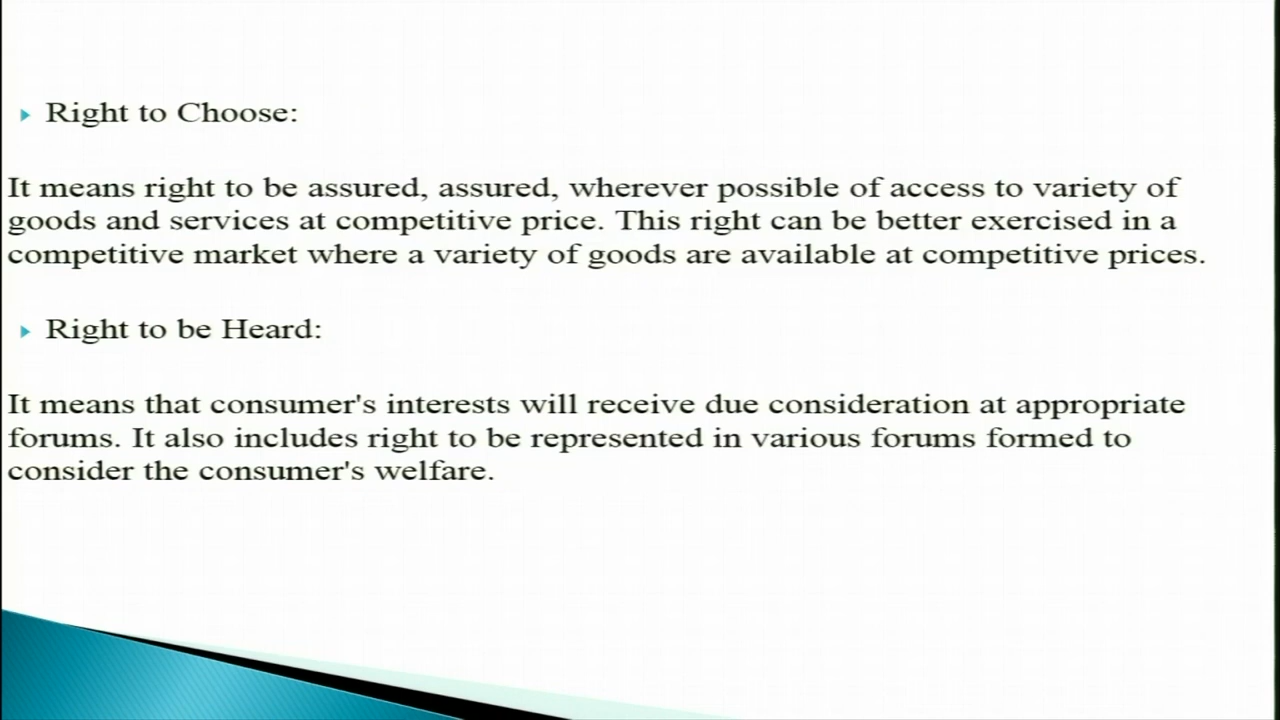 Right to Choose:
It means right to be assured, assured, wherever possible of access to variety of
goods and services at competitive price. This right can be better exercised in a
competitive market where a variety of goods are available at competitive prices.
Right to be Heard:
It means that consumer's interests will receive due consideration at appropriate
forums. It also includes right to be represented in various forums formed to
consider the consumer's welfare.